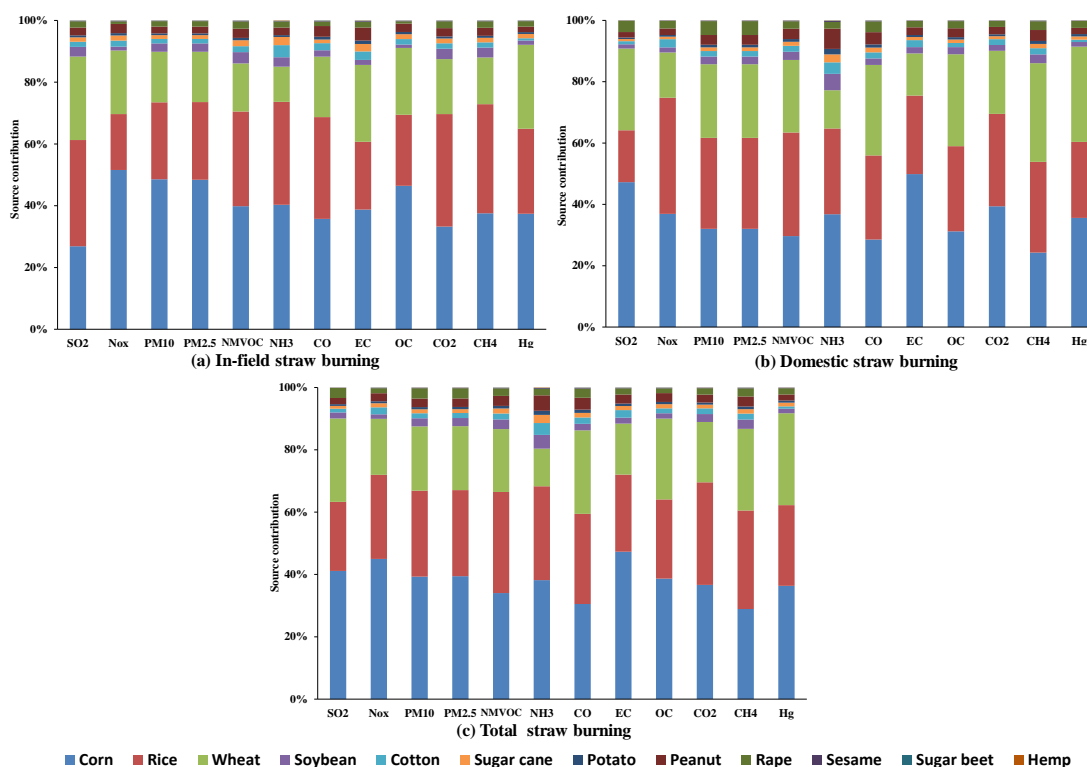 100%
80%
60%
40%
20%
0%
Source contribution
SO2 Nox PM10 PM2.5 NMVOC NH3 CO EC OC CO2 CH4 Hg
(a) In-field straw burning
100%
80%
60%
40%
20%
0%
Source contribution
SO2 Nox PM10 PM2.5 NMVOC NH3 CO EC OC CO2 CH4 Hg
(b) Domestic straw burning
100%
80%
60%
40%
20%
0%
Source contribution
SO2 Nox PM10 PM2.5 NMVOC NH3 CO EC OC CO2 CH4 Hg
(c) Total straw burning
Corn Rice Wheat Soybean Cotton Sugar cane Potato Peanut Rape Sesame Sugar beet Hemp